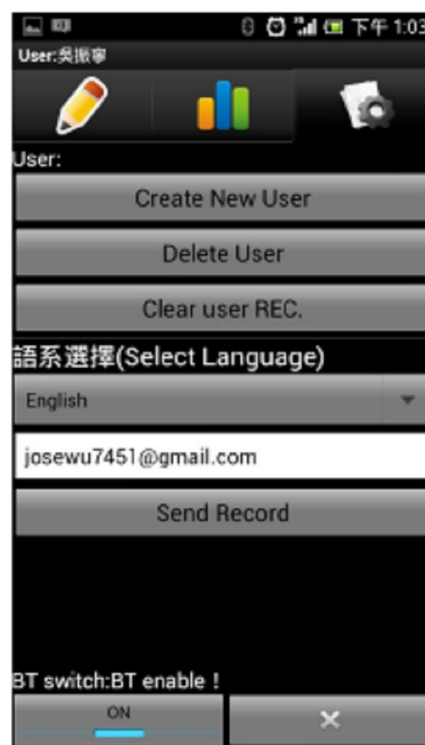 下午 1:03
User:吳振寧
User:
Create New User
Delete User
Clear user REC.
語系選擇(Select Language)
English
josewu7451@gmail.com
Send Record
BT switch:BT enable !
ON